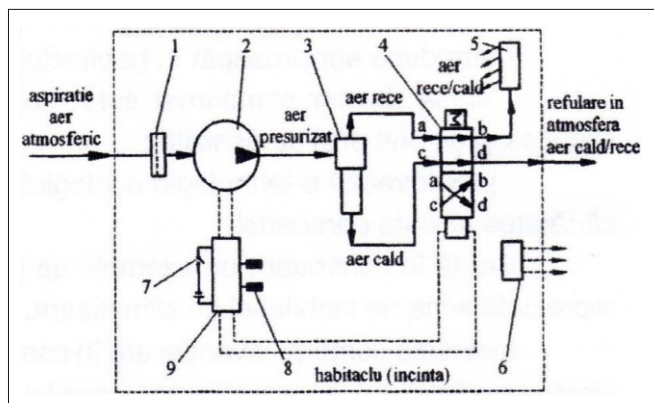 1 2 3 4 5
aer
rece/cald
aspiratie
aer
atmosferic
aer
presurizat
aer rece
a b
c d
b
c d
refulare in
atmosfera
aer cald/rece
aer cald
7
9 8 6
habitaclu (incinta)